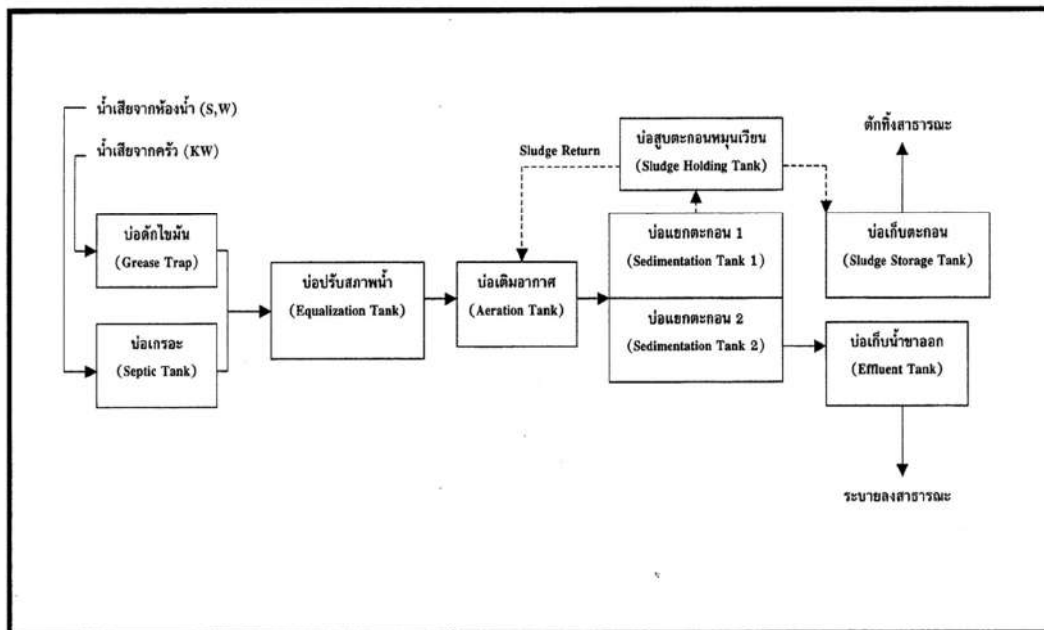 น้ำเสียจากห้องน้ำ (S,W)
น้ำเสียจากครัว (KW)
บ่อดักไขมัน
(Grease Trap)
บ่อเกรอะ
(Septic Tank)
บ่อปรับสภาพน้ำ
(Equalization Tank)
Sludge Return
บ่อเติมอากาศ
(Aeration Tank)
บ่อสูบตะกอนหมุนเวียน
(Sludge Holding Tank)
บ่อแยกตะกอน 1
(Sedimentation Tank 1)
บ่อแยกตะกอน 2
(Sedimentation Tank 2)
ตักทิ้งสาธารณะ
บ่อเก็บตะกอน
(Sludge Storage Tank)
บ่อเก็บน้ำขาออก
(Effluent Tank)
ระบายลงสาธารณะ